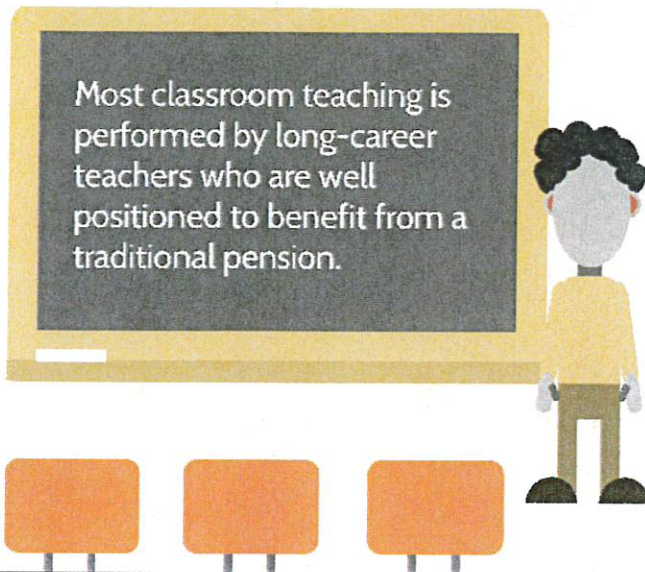 Most classroom teaching is
performed by long-career
teachers who are well
positioned to benefit from a
traditional pension.